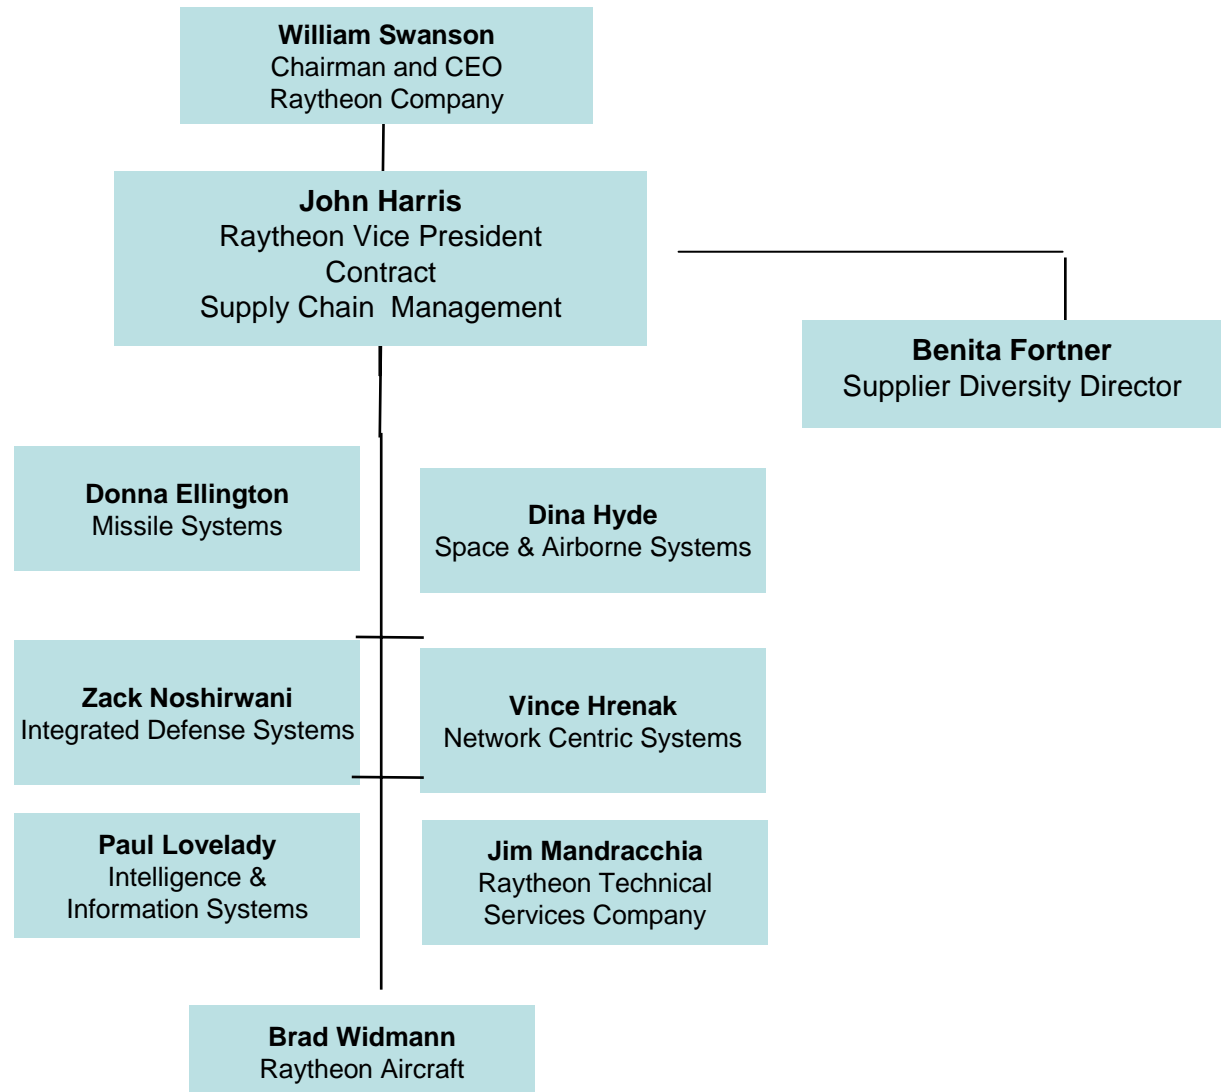 William Swanson
Chairman and CEO
Raytheon Company
John Harris
Raytheon Vice President
Contract
Supply Chain  Management
Benita Fortner
Supplier Diversity Director
Donna Ellington
Missile Systems
Dina Hyde
Space & Airborne Systems
Zack Noshirwani
Integrated Defense Systems
Vince Hrenak
Network Centric Systems
Paul Lovelady
Intelligence &
Information Systems
Jim Mandracchia
Raytheon Technical
Services Company
Brad Widmann
Raytheon Aircraft